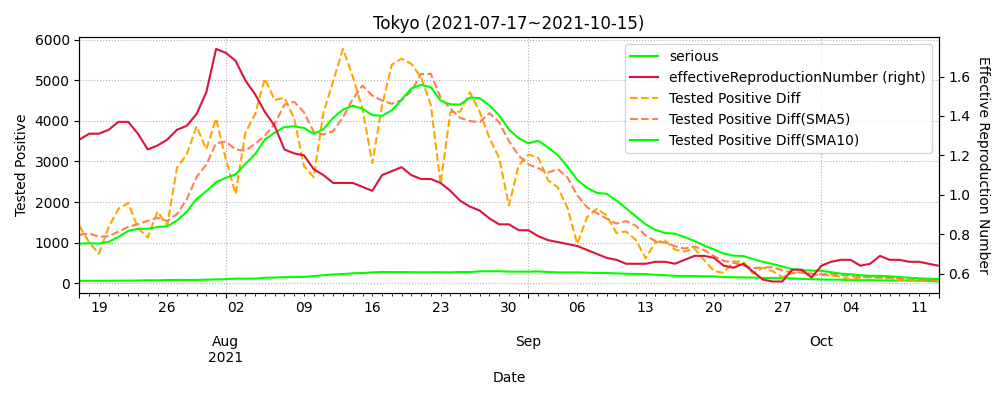 Tokyo (2021-07-17~2021-10-15)
6000
5000
4000
3000
2000
1000
0
Tested Positive
serious
effectiveReproductionNumber (right)
Tested Positive Diff
Tested Positive Diff(SMA5)
Tested Positive Diff(SMA10)
1.6
1.4
1.2
1.0
0.8
0.6
Effective Reproduction Number
19 26 02 09 16 23 30 06 13 20 27 04 11
Aug Sep Oct
2021
Date